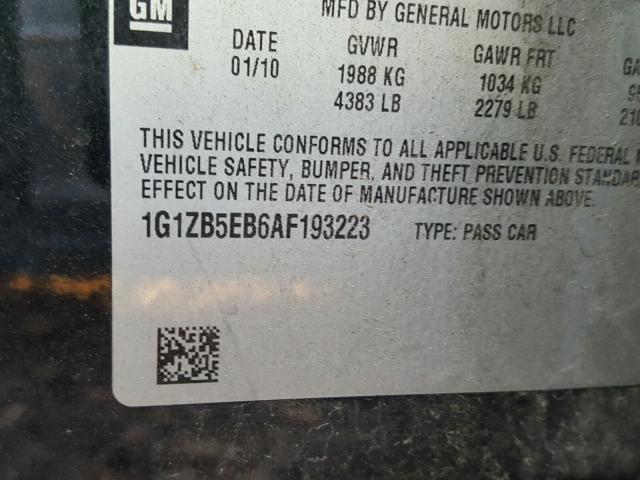 GM
MFD BY GENERAL MOTORS LLC
DATE GVWR GAWR FRT
01/10 1988 KG 1034 KG
4383 LB 2279 LB
THIS VEHICLE CONFORMS TO ALL APPLICABLE U.S. FEDERAL
VEHICLE SAFETY, BUMPER, AND THEFT PREVENTION STANDAR
EFFECT ON THE DATE OF MANUFACTURE SHOWN ABOVE.
1G1ZB5EB6AF193223 TYPE: PASS CAR